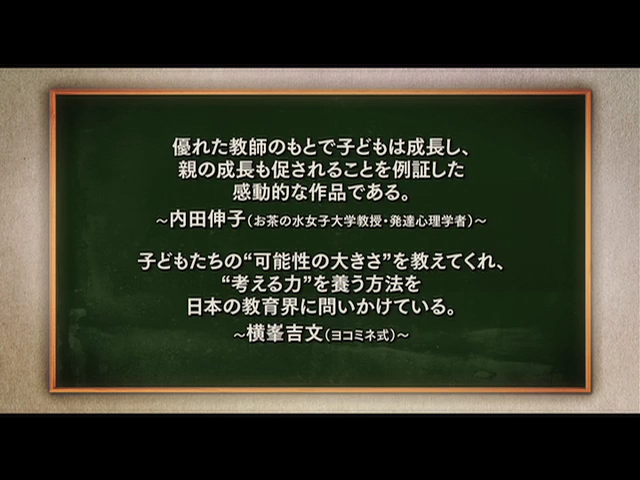 優れた教師のもとで子どもは成長し、
親の成長も促されることを例証した
感動的な作品である。
~内田伸子(お茶の水女子大学教授・発達心理学者)~
子どもたちの“可能性の大きさ”を教えてくれ、
“考える力”を養う方法を
日本の教育界に問いかけている。
~横峯吉文(ヨコミネ式)~